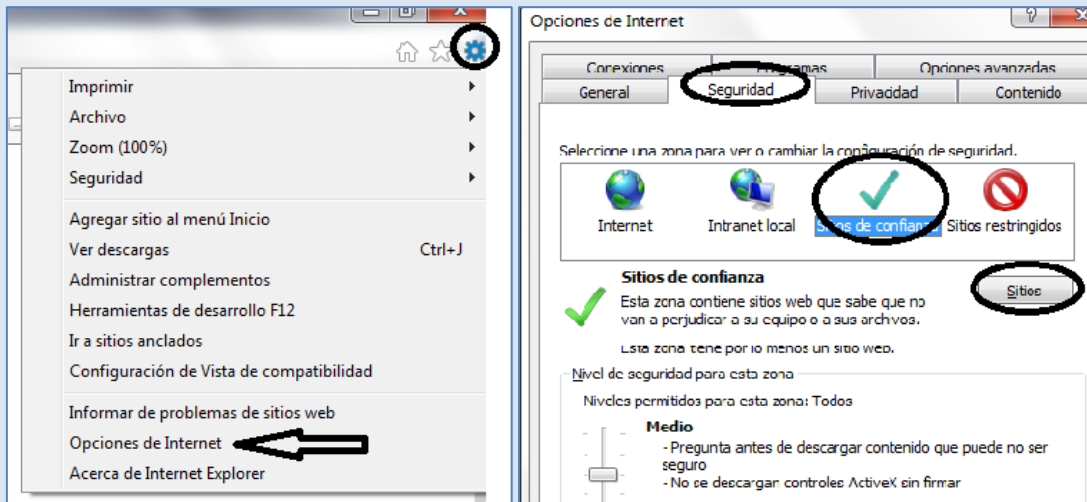 Imprimir
Archivo
Zoom (100%)
Seguridad
Agregar sitio al menú Inicio
Ver descargas Ctrl+J
Administrar complementos
Herramientas de desarrollo F12
Ir a sitios anclados
Configuración de Vista de compatibilidad
Informar de problemas de sitios web
Opciones de Internet
Acerca de Internet Explorer
Opciones de Internet
Conexiones Programas Opciones avanzadas
General Seguridad Privacidad Contenido
Seleccione una zona para ver o cambiar la configuración de seguridad.
Internet Intranet local Sitios de confianza Sitios restringidos
Sitios de confianza
Sitios
Esta zona contiene sitios web que sabe que no
van a perjudicar a su equipo o a sus archivos.
Esta zona tiene por lo menos un sitio web.
Nivel de seguridad para esta zona
Niveles permitidos para esta zona: Todos
Medio
- Pregunta antes de descargar contenido que puede no ser
seguro
- No se descargan controles ActiveX sin firmar